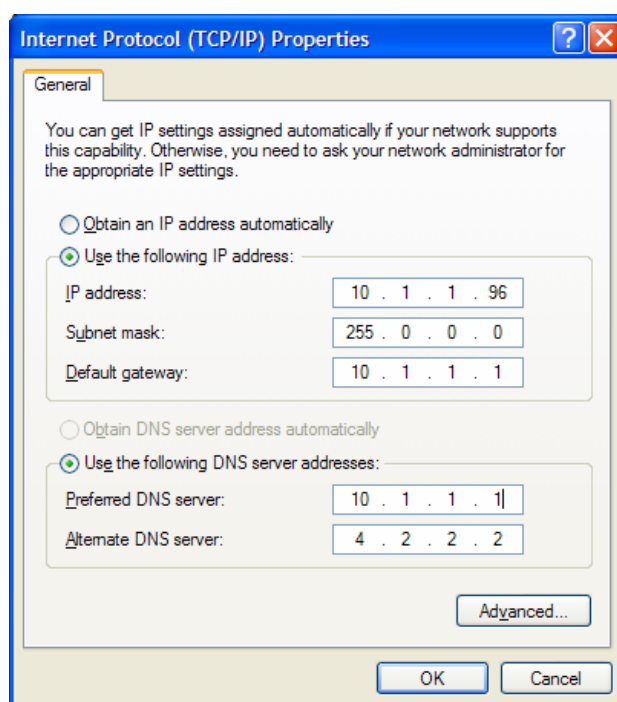 Internet Protocol (TCP/IP) Properties
General
You can get IP settings assigned automatically if your network supports
this capability. Otherwise, you need to ask your network administrator for
the appropriate IP settings.
Obtain an IP address automatically
Use the following IP address:
IP address: 10 . 1 . 1 . 96
Subnet mask: 255 . 0 . 0 . 0
Default gateway: 10 . 1 . 1 . 1
Obtain DNS server address automatically
Use the following DNS server addresses:
Preferred DNS server: 10 . 1 . 1 . 1
Alternate DNS server: 4 . 2 . 2 . 2
Advanced...
OK Cancel